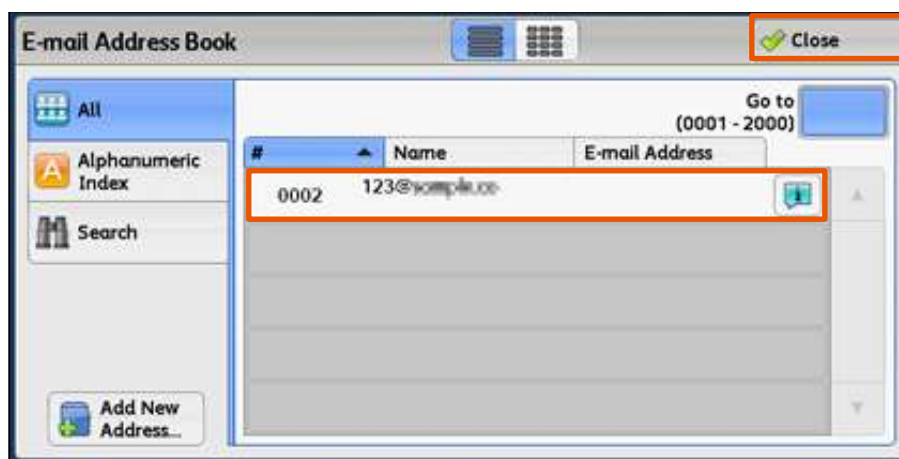 E-mail Address Book
Close
All
Go to
(0001 - 2000)
Alphanumeric
Index
# Name E-mail Address
0002 123@
Search
Add New
Address...